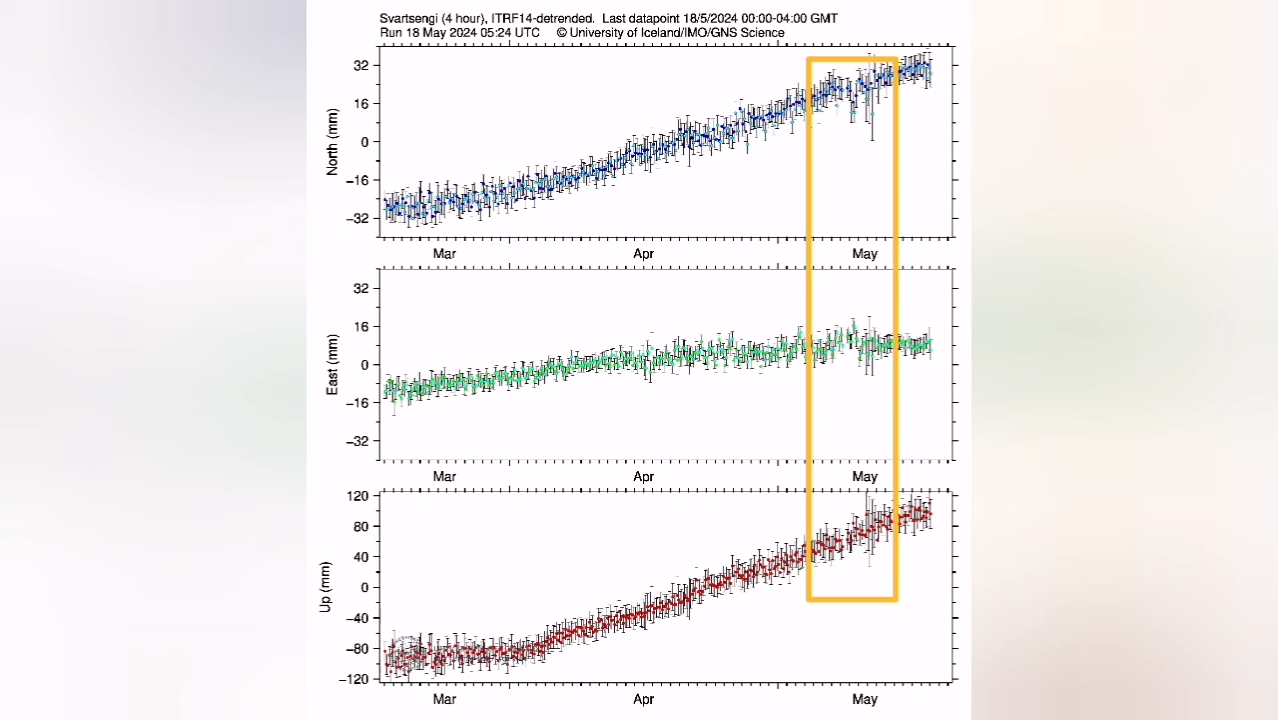 Svartsengi (4 hour), ITRF14-detrended. Last datapoint 18/5/2024 00:00-04:00 GMT
Run 18 May 2024 05:24 UTC © University of Iceland/IMO/GNS Science
North (mm)
32
16
0
−16
−32
Mar Apr May
East (mm)
32
16
0
−16
−32
Mar Apr May
Up (mm)
120
80
40
0
−40
−80
−120
Mar Apr May